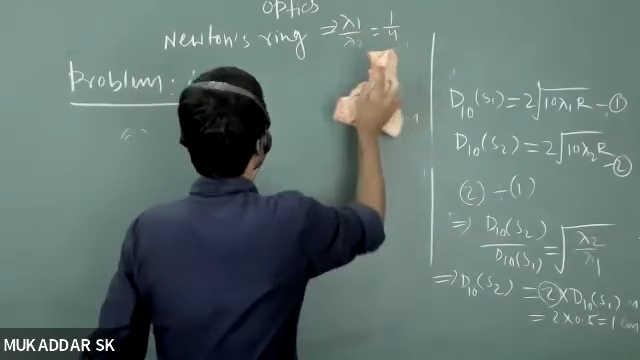 optics
Newton's ring ⇒ λ1/λ2 = 1/4
Problem:
D10(S1) = 2√10λ1R - ①
D10(S2) = 2√10λ2R - ②
② ÷ ①
⇒ D10(S2)/D10(S1) = √λ2/λ1
⇒ D10(S2) = ② × D10(S1)
= 2 × 0.5 = 1 cm
MUKADDAR SK